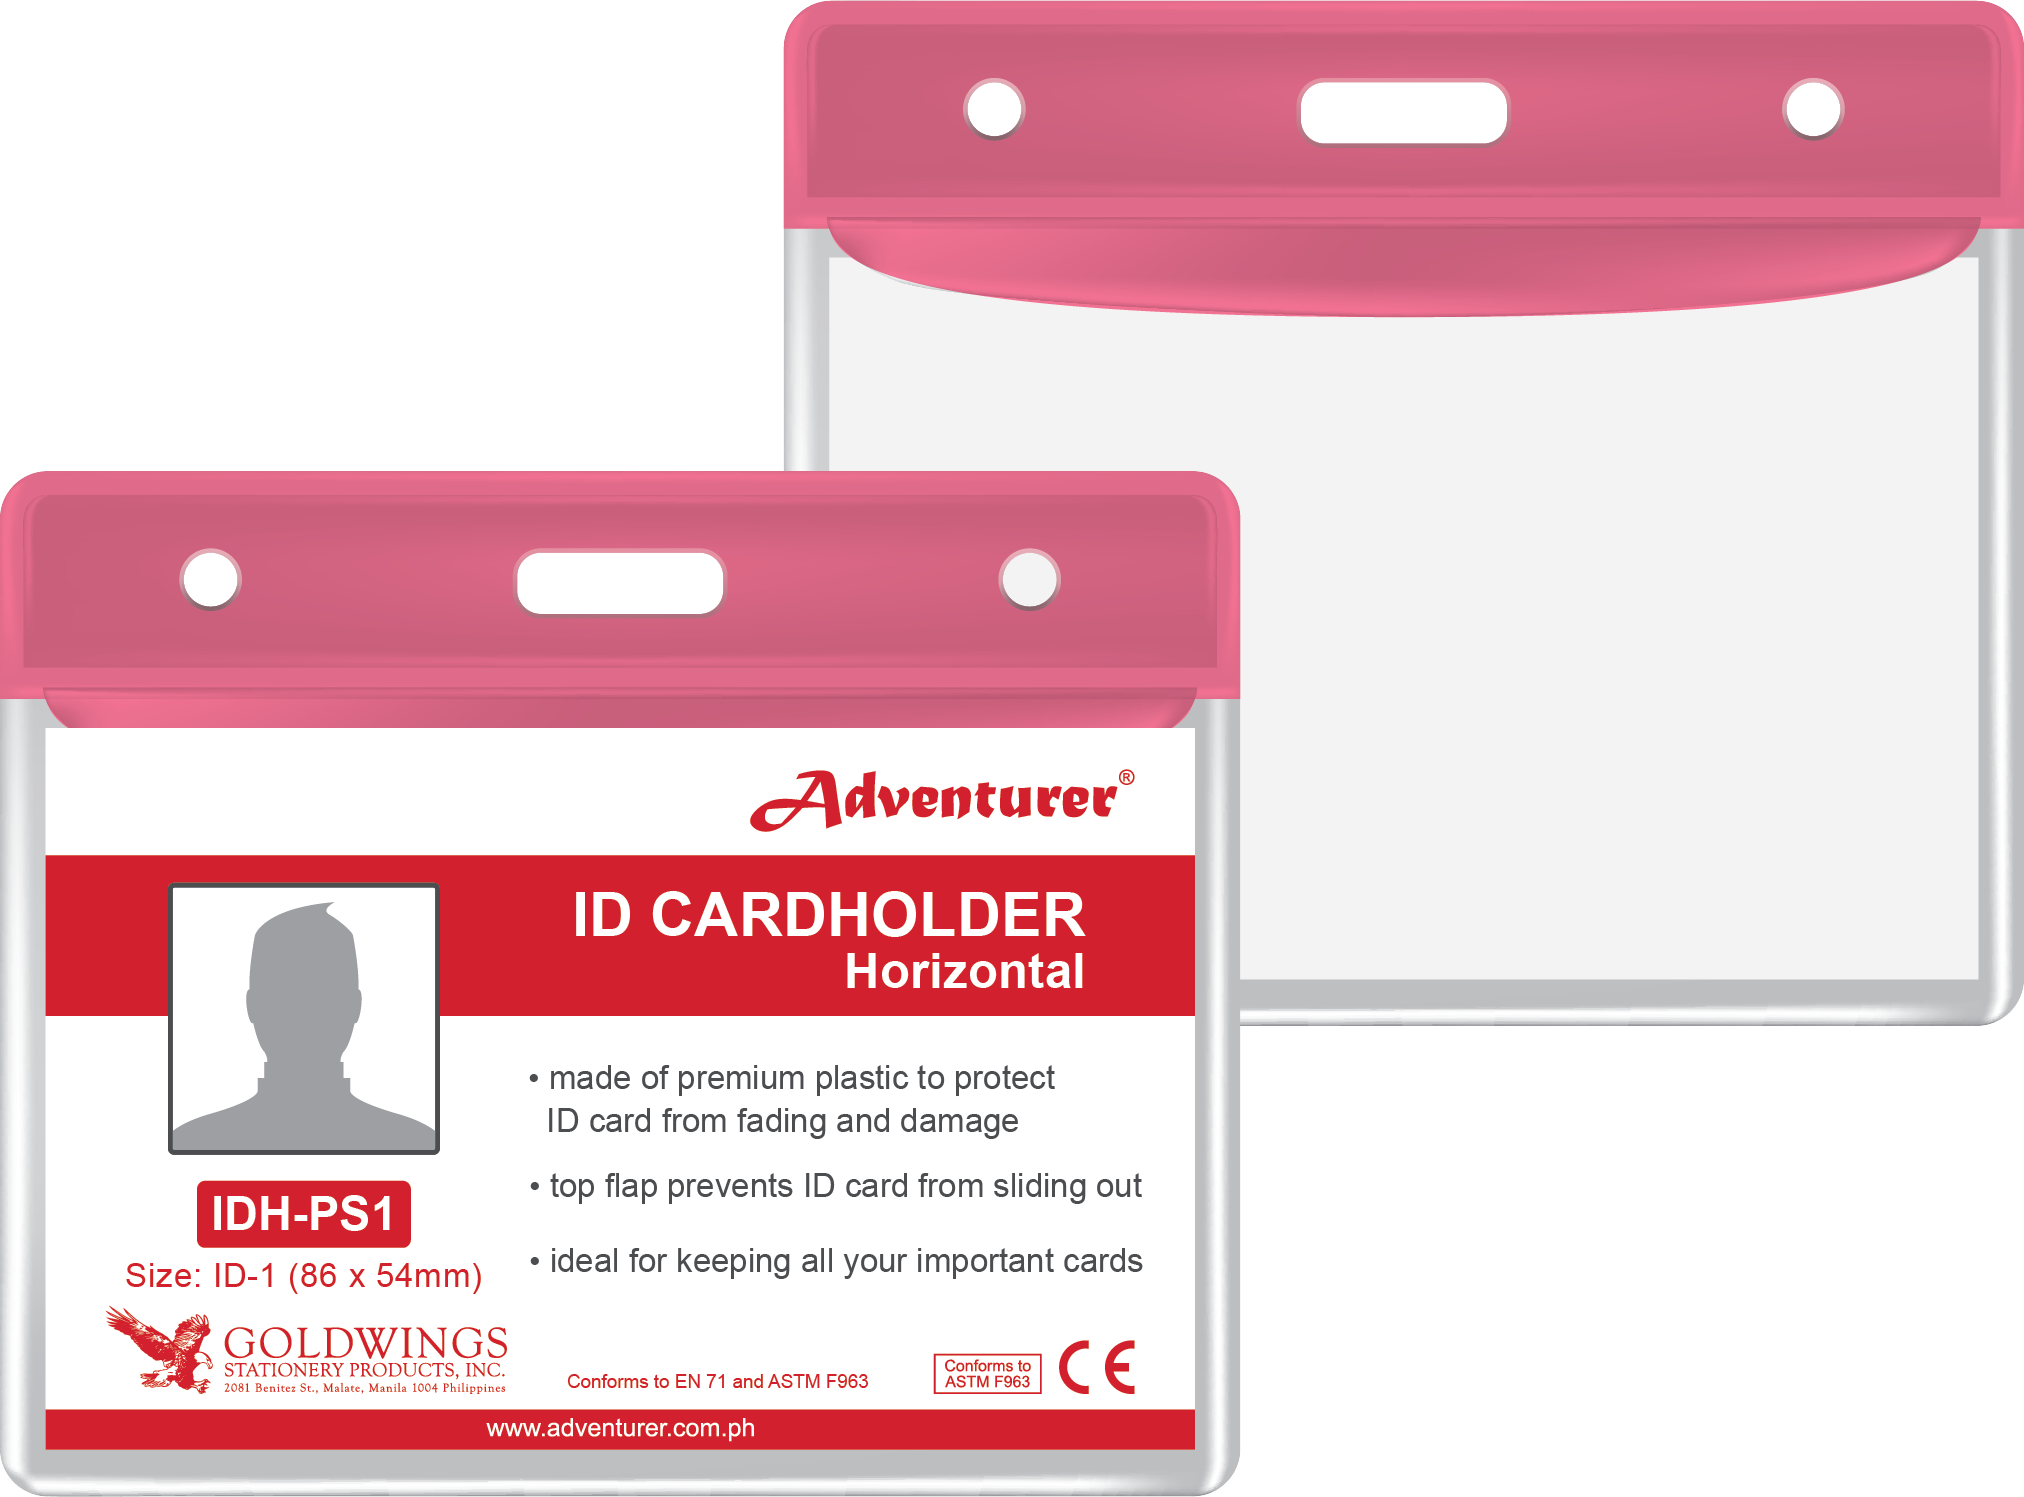 Adventurer®
ID CARDHOLDER
Horizontal
• made of premium plastic to protect
ID card from fading and damage
• top flap prevents ID card from sliding out
• ideal for keeping all your important cards
IDH-PS1
Size: ID-1 (86 x 54mm)
GOLDWINGS
STATIONERY PRODUCTS, INC.
2081 Benitez St., Malate, Manila 1004 Philippines
Conforms to EN 71 and ASTM F963
Conforms to
ASTM F963
CE
www.adventurer.com.ph